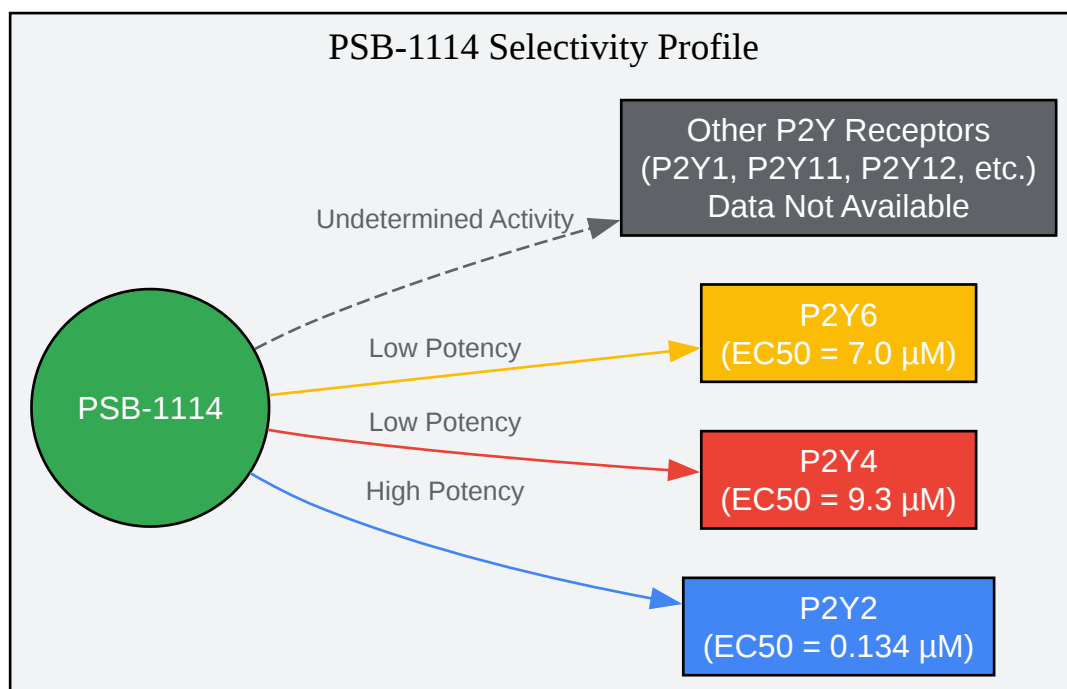 PSB-1114 Selectivity Profile
Other P2Y Receptors
(P2Y1, P2Y11, P2Y12, etc.)
Data Not Available
Undetermined Activity
P2Y6
(EC50 = 7.0 µM)
Low Potency
PSB-1114
Low Potency
P2Y4
(EC50 = 9.3 µM)
High Potency
P2Y2
(EC50 = 0.134 µM)